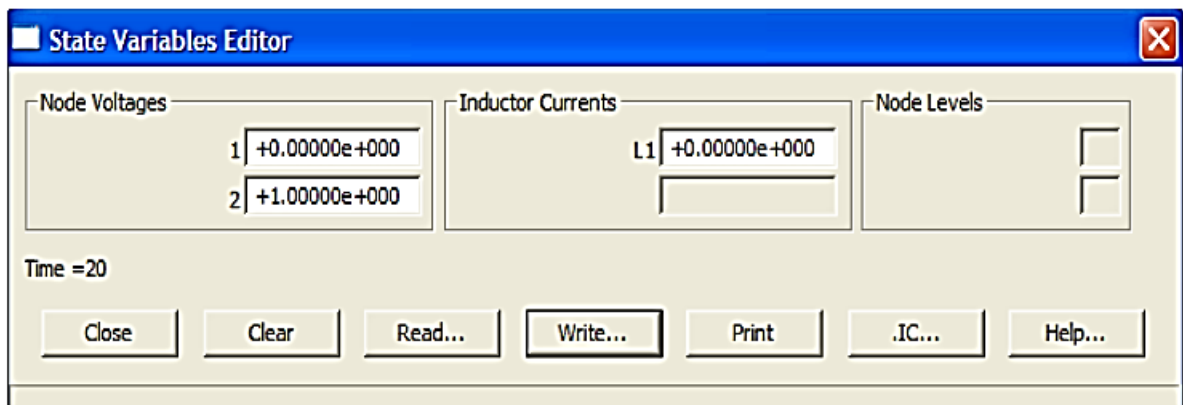 State Variables Editor
Node Voltages Inductor Currents Node Levels
1 +0.00000e+000 L1 +0.00000e+000
2 +1.00000e+000
Time =20
Close Clear Read... Write... Print .IC... Help...